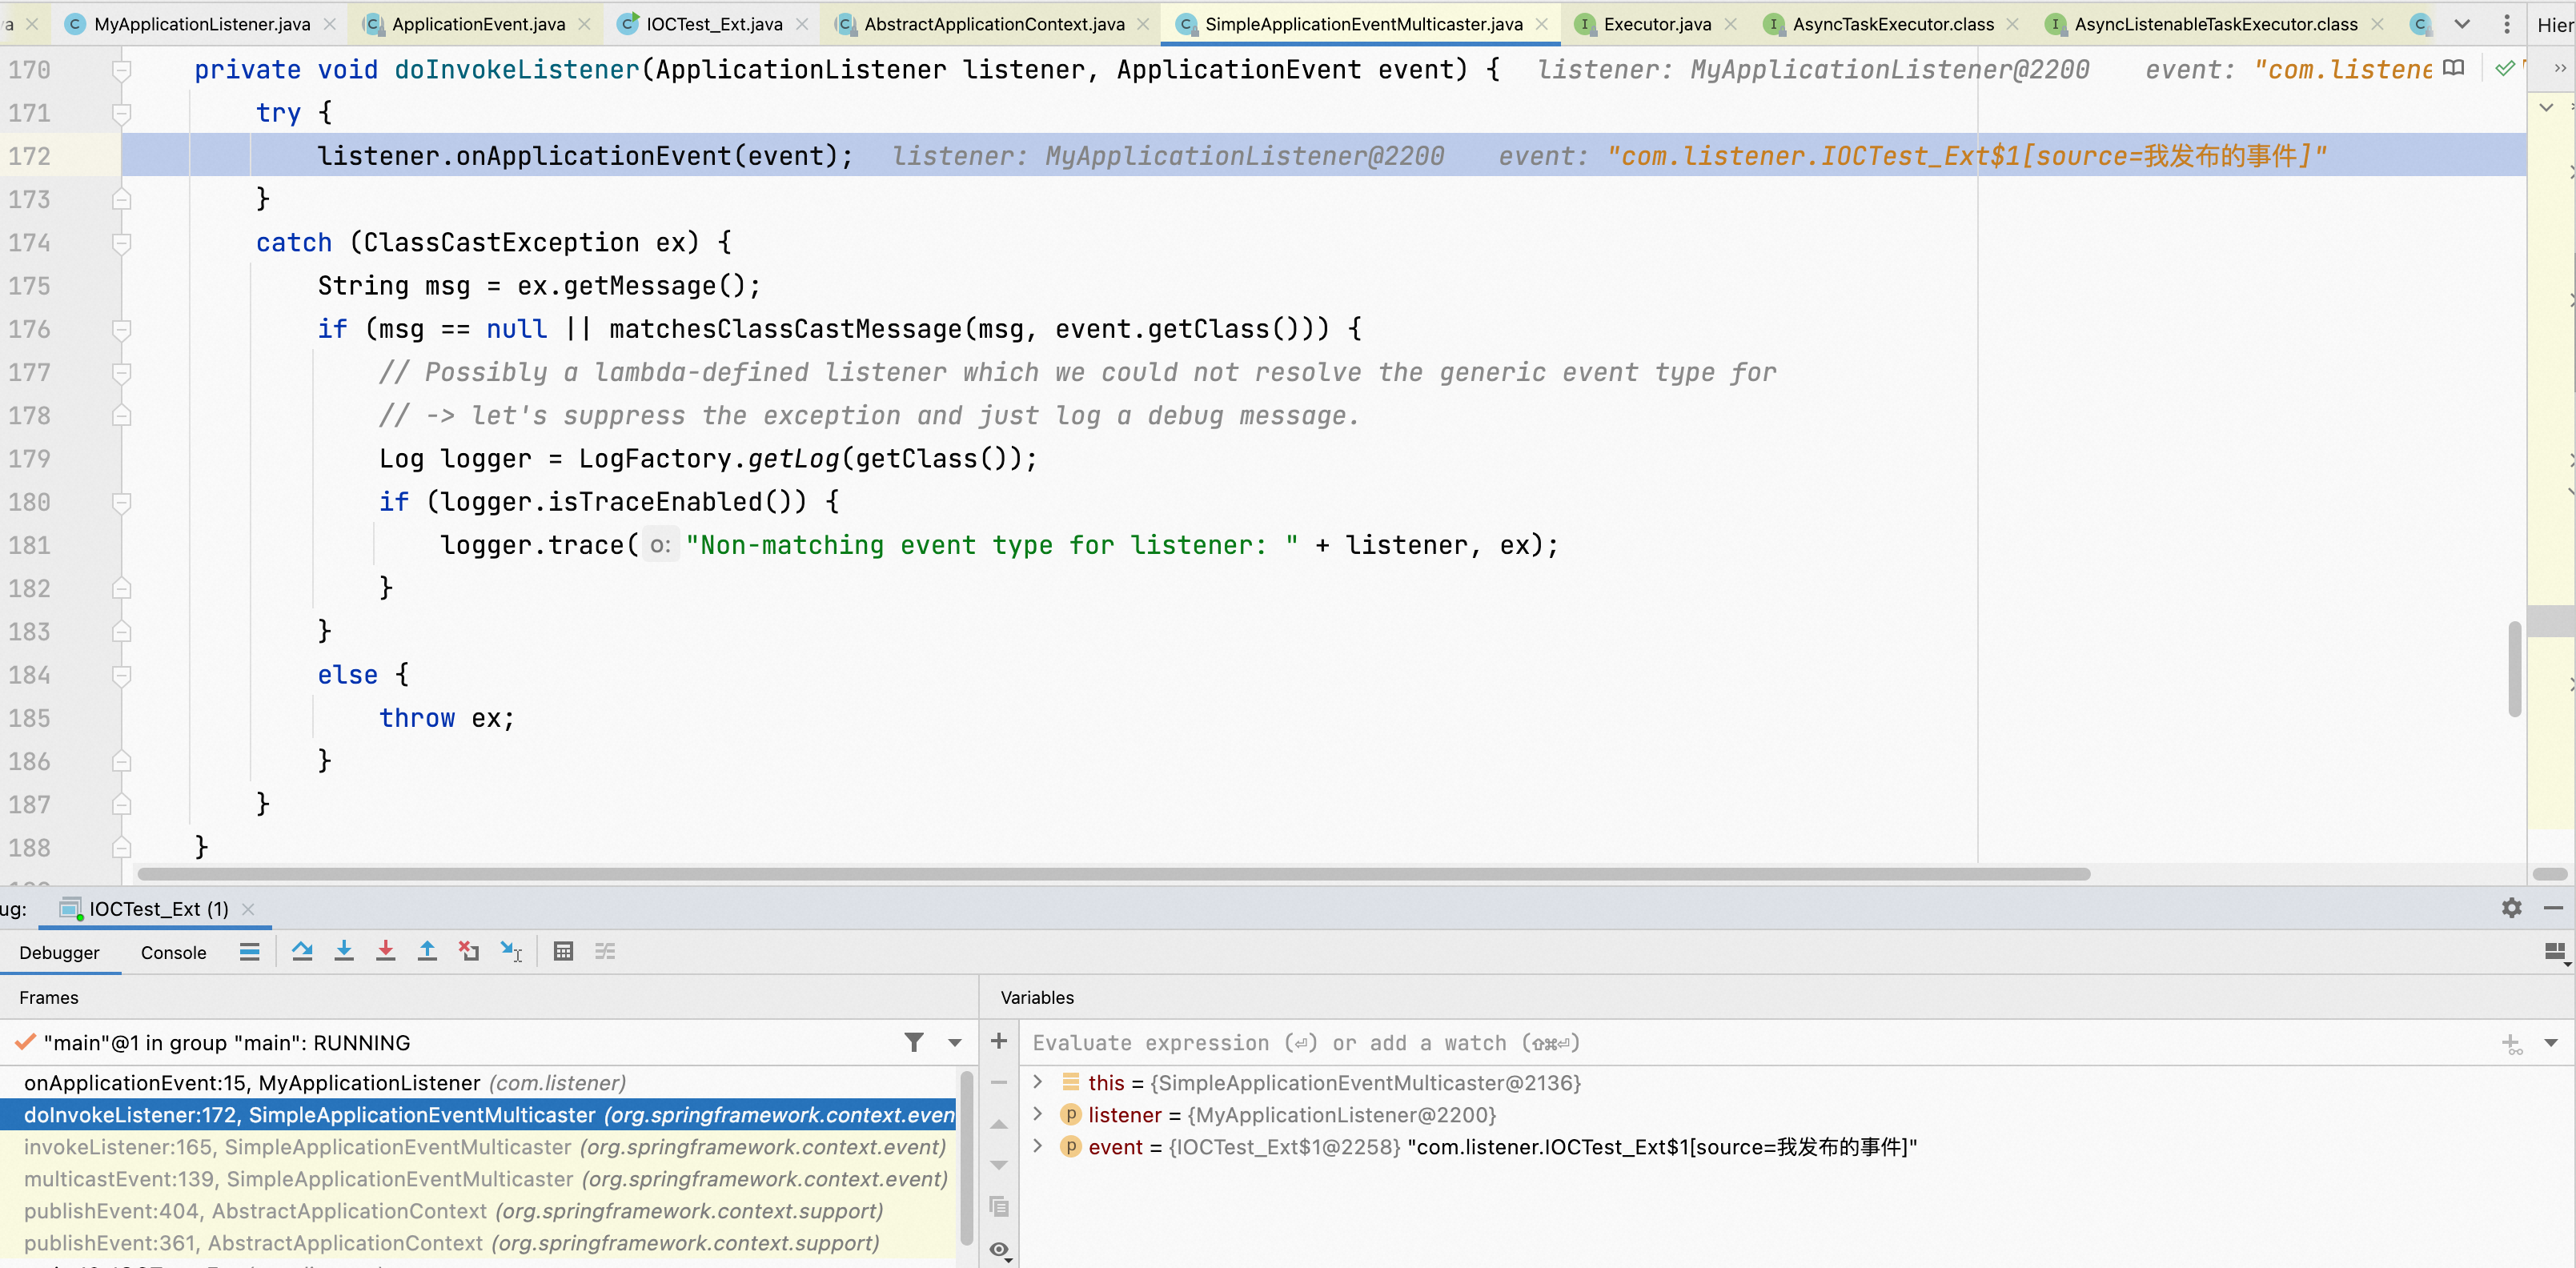 va MyApplicationListener.java ApplicationEvent.java IOCTest_Ext.java AbstractApplicationContext.java SimpleApplicationEventMulticaster.java Executor.java AsyncTaskExecutor.class AsyncListenableTaskExecutor.class Hier
170 private void doInvokeListener(ApplicationListener listener, ApplicationEvent event) { listener: MyApplicationListener@2200 event: "com.listene
171 try {
172 listener.onApplicationEvent(event); listener: MyApplicationListener@2200 event: "com.listener.IOCTest_Ext$1[source=我发布的事件]"
173 }
174 catch (ClassCastException ex) {
175 String msg = ex.getMessage();
176 if (msg == null || matchesClassCastMessage(msg, event.getClass())) {
177 // Possibly a lambda-defined listener which we could not resolve the generic event type for
178 // -> let's suppress the exception and just log a debug message.
179 Log logger = LogFactory.getLog(getClass());
180 if (logger.isTraceEnabled()) {
181 logger.trace( o: "Non-matching event type for listener: " + listener, ex);
182 }
183 }
184 else {
185 throw ex;
186 }
187 }
188 }
ug: IOCTest_Ext (1)
Debugger Console
Frames
Variables
"main"@1 in group "main": RUNNING
Evaluate expression (⏎) or add a watch (⇧⌘⏎)
onApplicationEvent:15, MyApplicationListener (com.listener)
doInvokeListener:172, SimpleApplicationEventMulticaster (org.springframework.context.even
invokeListener:165, SimpleApplicationEventMulticaster (org.springframework.context.event)
multicastEvent:139, SimpleApplicationEventMulticaster (org.springframework.context.event)
publishEvent:404, AbstractApplicationContext (org.springframework.context.support)
publishEvent:361, AbstractApplicationContext (org.springframework.context.support)
this = {SimpleApplicationEventMulticaster@2136}
listener = {MyApplicationListener@2200}
event = {IOCTest_Ext$1@2258} "com.listener.IOCTest_Ext$1[source=我发布的事件]"